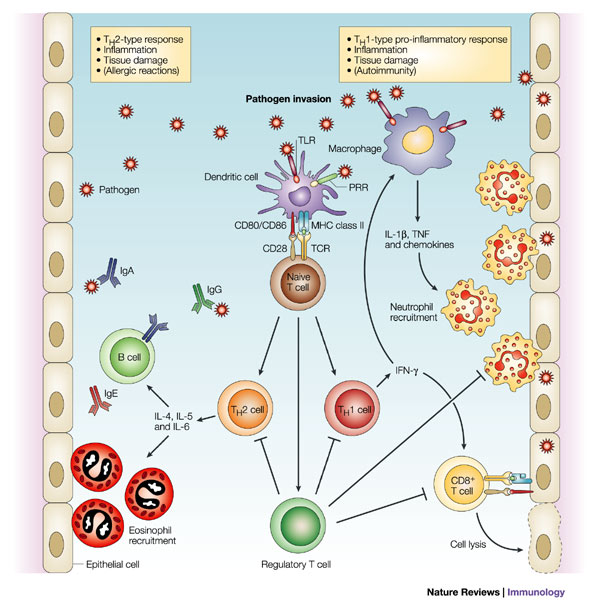 • TH2-type response
• Inflammation
• Tissue damage
• (Allergic reactions)
• TH1-type pro-inflammatory response
• Inflammation
• Tissue damage
• (Autoimmunity)
Pathogen invasion
TLR
Macrophage
Dendritic cell
PRR
Pathogen
CD80/CD86
MHC class II
CD28
TCR
IL-1β, TNF
and chemokines
IgA
IgG
Naive
T cell
Neutrophil
recruitment
B cell
IFN-γ
IgE
TH2 cell
TH1 cell
IL-4, IL-5
and IL-6
CD8+
T cell
Eosinophil
recruitment
Cell lysis
Epithelial cell
Regulatory T cell
Nature Reviews | Immunology